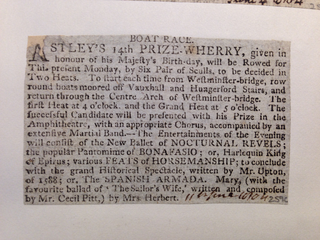 BOAT RACE.
ASTLEY'S 14th PRIZE-WHERRY, given in
honour of his Majesty's Birth-day, will be Rowed for
This present Monday, by Six Pair of Sculls, to be decided in
Two Heats. To start each time from Westminster-bridge, row
round boats moored off Vauxhall and Hungerford Stairs, and
return through the Centre Arch of Westminster-bridge. The
first Heat at 4 o'clock, and the Grand Heat at 5 o'clock. The
successful Candidate will be presented with his Prize in the
Amphitheatre, with an appropriate Chorus, accompanied by an
extensive Martial Band.—The Entertainments of the Evening
will consist of the New Ballet of NOCTURNAL REVELS;
the popular Pantomime of BONAFASIO; or, Harlequin King
of Epirus; various FEATS of HORSEMANSHIP; to conclude
with the grand Historical Spectacle, written by Mr. Upton,
of 1588; or, The SPANISH ARMADA. Mary, (with the
favourite ballad of 'The Sailor's Wife,' written and composed
by Mr. Cecil Pitt,) by Mrs. Herbert.